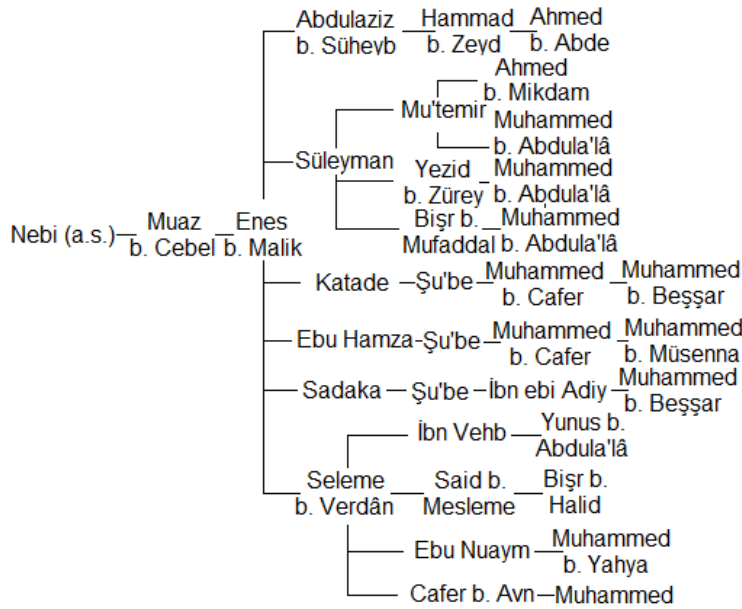 Abdulaziz b. Süheyb
Hammad b. Zeyd
Ahmed b. Abde
Ahmed b. Mikdam
Mu'temir
Muhammed b. Abdula'lâ
Süleyman
Yezid b. Zürey
Muhammed b. Abdula'lâ
Bişr b. Mufaddal
Muhammed b. Abdula'lâ
Nebi (a.s.)
Muaz b. Cebel
Enes b. Malik
Katade
Şu'be
Muhammed b. Cafer
Muhammed b. Beşşar
Ebu Hamza
Şu'be
Muhammed b. Cafer
Muhammed b. Müsenna
Sadaka
Şu'be
İbn ebi Adiy
Muhammed b. Beşşar
İbn Vehb
Yunus b. Abdula'lâ
Seleme b. Verdân
Said b. Mesleme
Bişr b. Halid
Ebu Nuaym
Muhammed b. Yahya
Cafer b. Avn
Muhammed